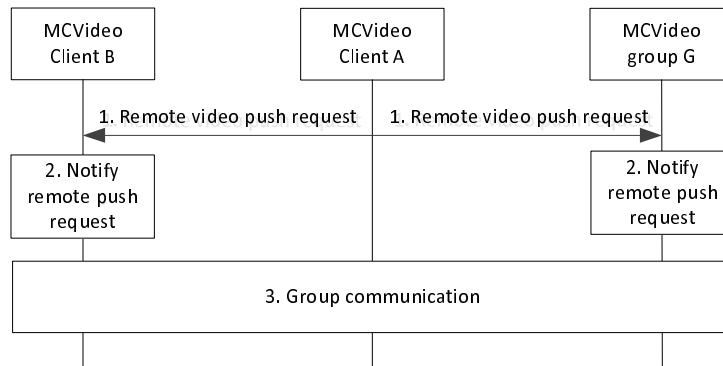 MCVideo
Client B
MCVideo
Client A
MCVideo
group G
1. Remote video push request
1. Remote video push request
2. Notify
remote push
request
2. Notify
remote push
request
3. Group communication